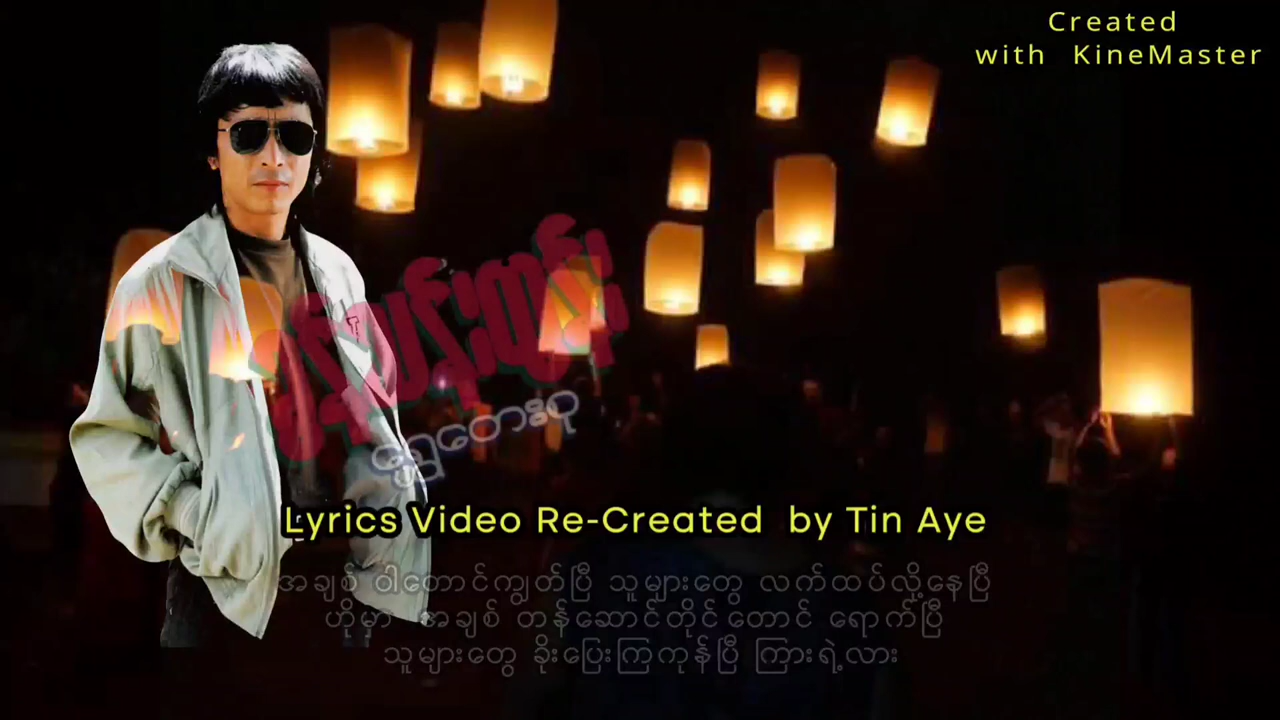 Created
with KineMaster
ရွှေတေးစု
Lyrics Video Re-Created by Tin Aye
အချစ် ဝါတောင်ကျွတ်ပြီ သူများတွေ လက်ထပ်လို့နေပြီ
ဟိုမှာ အချစ် တန်ဆောင်တိုင်တောင် ရောက်ပြီ
သူများတွေ ခိုးပြေးကြကုန်ပြီ ကြားရဲ့လား